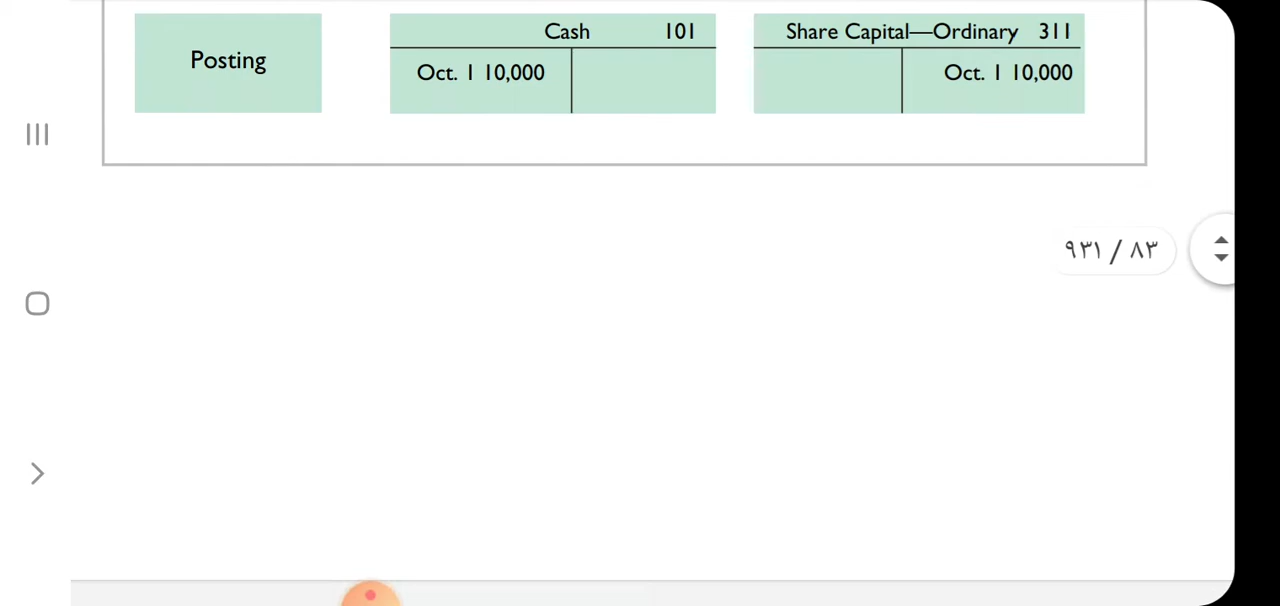 Posting
Cash 101
Oct. 1 10,000
Share Capital—Ordinary 311
Oct. 1 10,000
٩٣١ / ٨٣